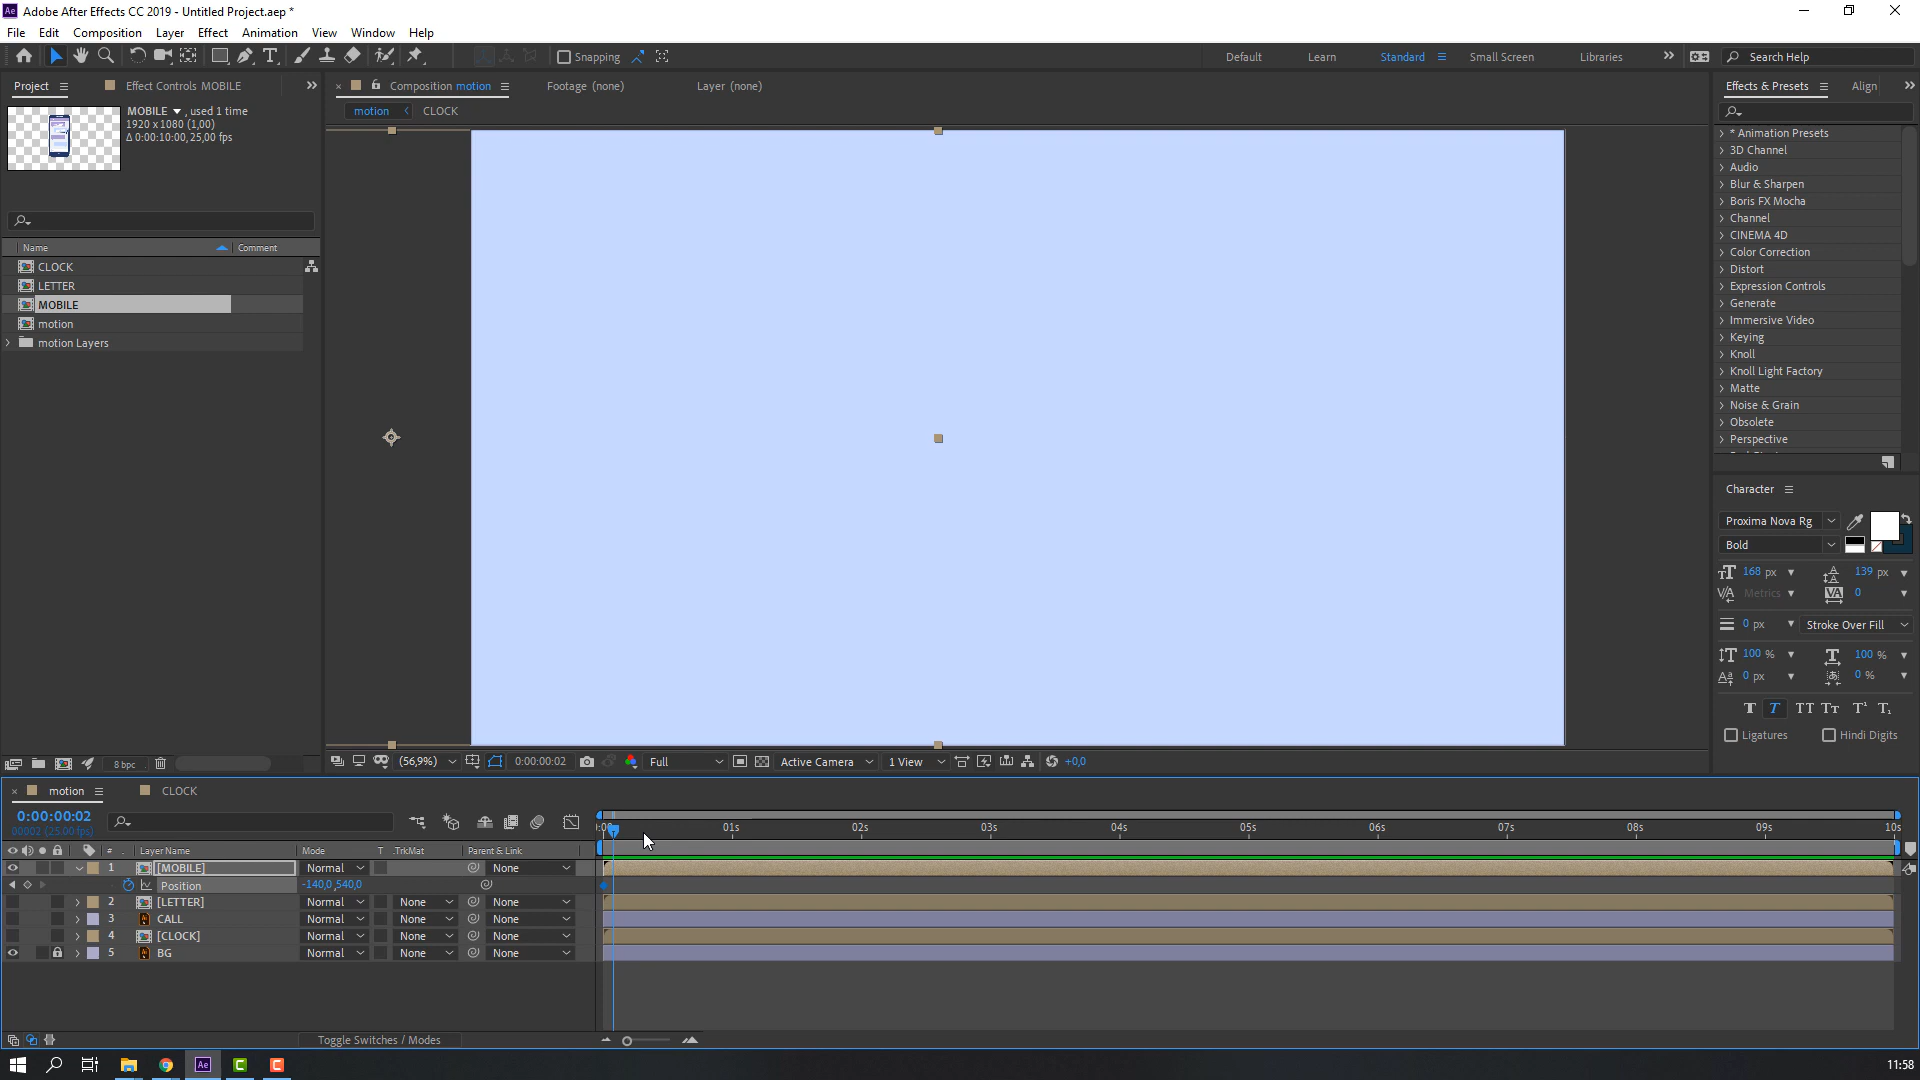 Adobe After Effects CC 2019 - Untitled Project.aep *
File Edit Composition Layer Effect Animation View Window Help
Snapping
Default Learn Standard Small Screen Libraries
Search Help
Project
Effect Controls MOBILE
Composition motion
Footage (none)
Layer (none)
Effects & Presets
Align
motion
CLOCK
MOBILE , used 1 time
1920 x 1080 (1,00)
Δ 0:00:10:00, 25,00 fps
Name
Comment
CLOCK
LETTER
MOBILE
motion
motion Layers
* Animation Presets
3D Channel
Audio
Blur & Sharpen
Boris FX Mocha
Channel
CINEMA 4D
Color Correction
Distort
Expression Controls
Generate
Immersive Video
Keying
Knoll
Knoll Light Factory
Matte
Noise & Grain
Obsolete
Perspective
Character
Proxima Nova Rg
Bold
168 px
139 px
Metrics
0
0 px
Stroke Over Fill
100 %
100 %
0 px
0 %
Ligatures
Hindi Digits
8 bpc
(56,9%)
0:00:00:02
Full
Active Camera
1 View
+0,0
motion
CLOCK
0:00:00:02
00002 (25.00 fps)
01s 02s 03s 04s 05s 06s 07s 08s 09s 10s
# Layer Name Mode T .TrkMat Parent & Link
1 [MOBILE] Normal None
Position -140,0,540,0
2 [LETTER] Normal None None
3 CALL Normal None None
4 [CLOCK] Normal None None
5 BG Normal None None
Toggle Switches / Modes
11:58